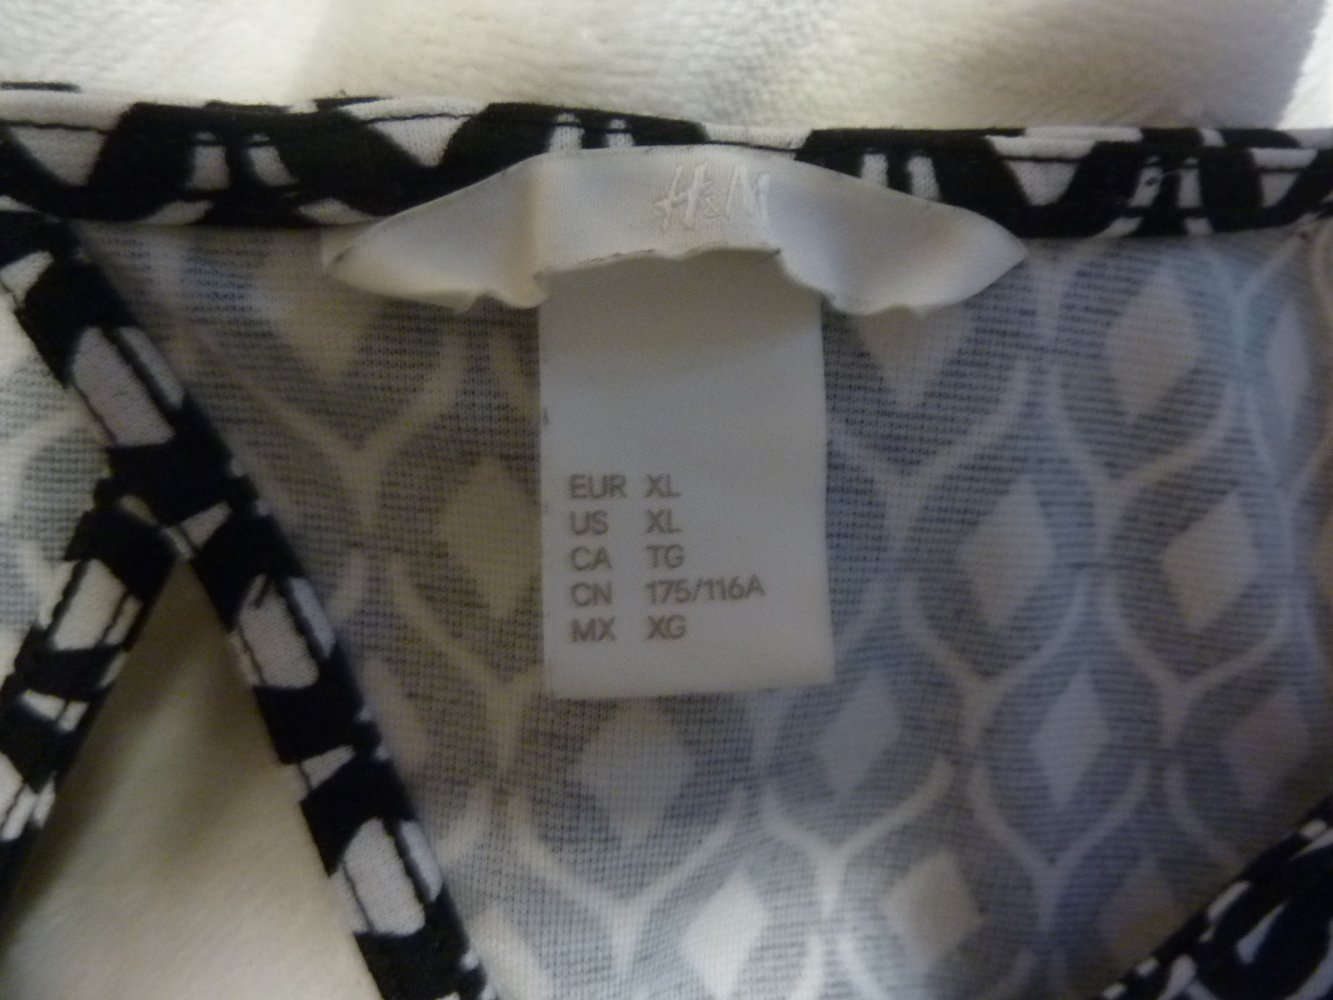 H&M
EUR XL
US XL
CA TG
CN 175/116A
MX XG